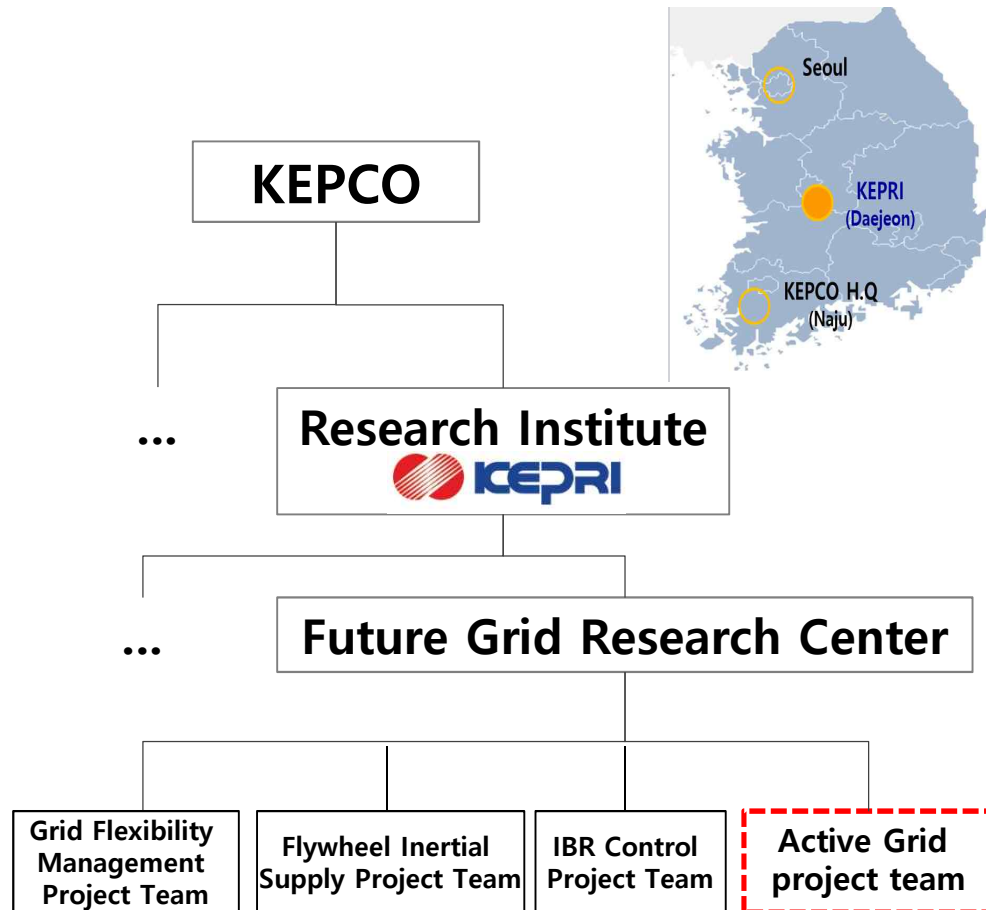 Seoul
KEPCO
KEPRI
(Daejeon)
KEPCO H.Q
(Naju)
...
Research Institute
KEPRI
...
Future Grid Research Center
Grid Flexibility
Management
Project Team
Flywheel Inertial
Supply Project Team
IBR Control
Project Team
Active Grid
project team